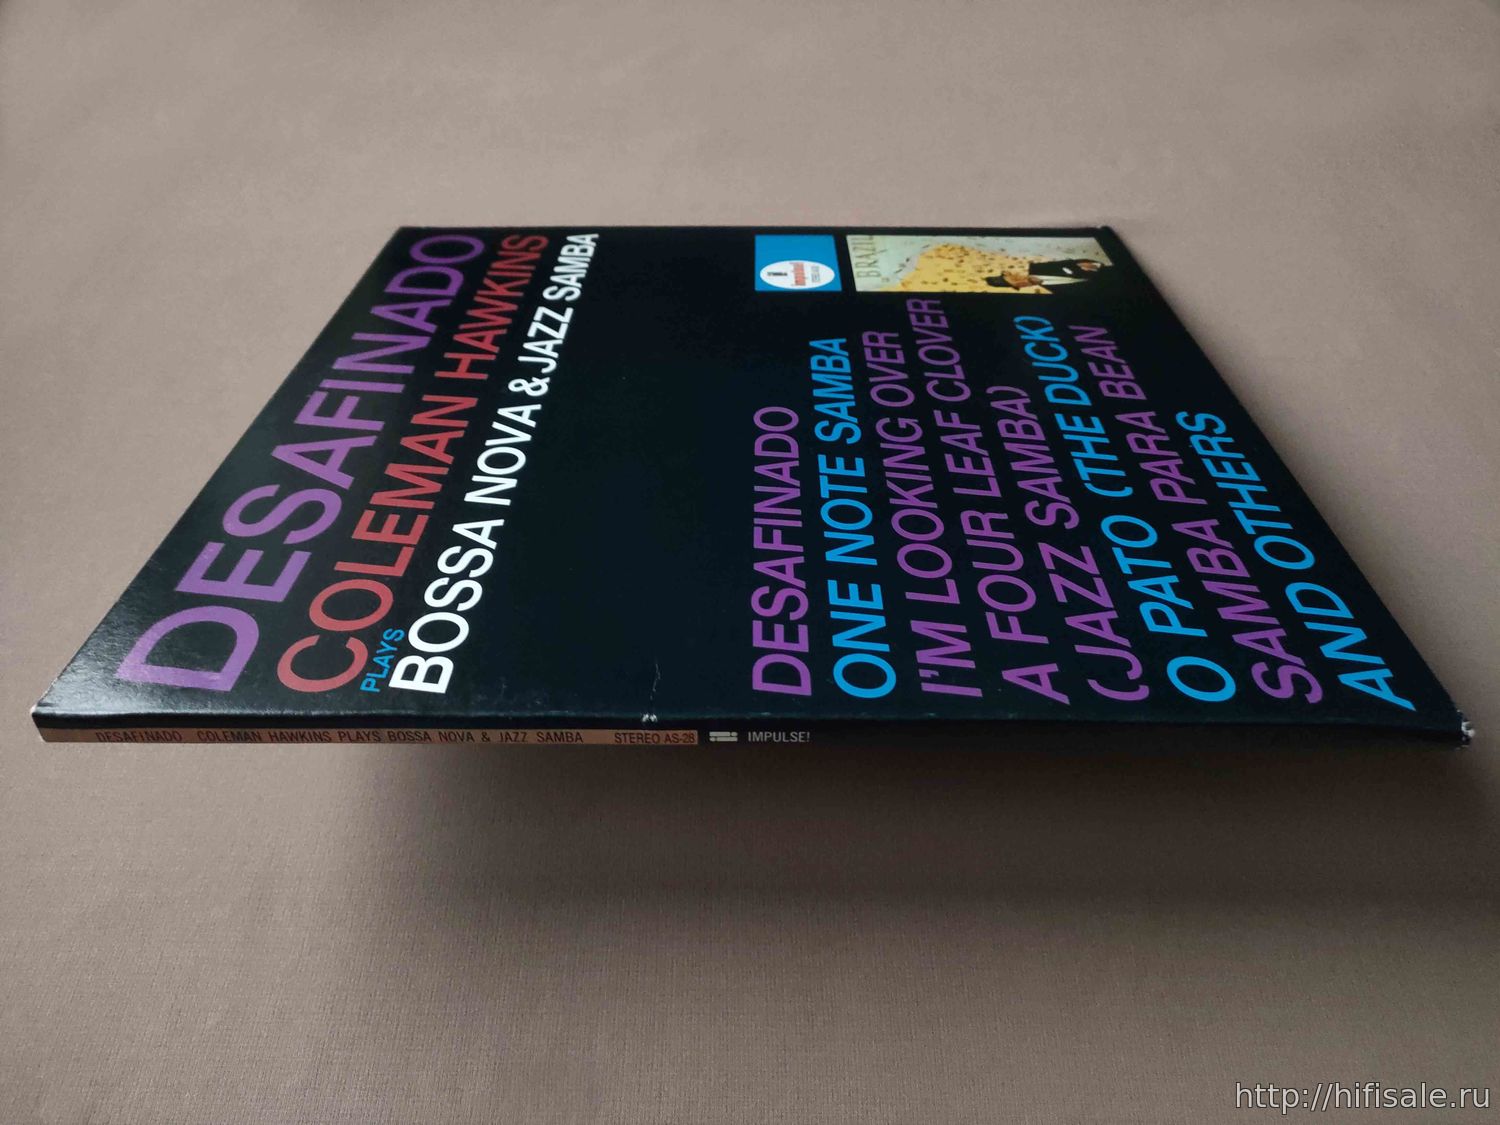 DESAFINADO
COLEMAN HAWKINS
PLAYS
BOSSA NOVA & JAZZ SAMBA
impulse!
BRAZIL
DESAFINADO
ONE NOTE SAMBA
I'M LOOKING OVER
A FOUR LEAF CLOVER
(JAZZ SAMBA)
O PATO (THE DUCK)
SAMBA PARA BEAN
AND OTHERS
DESAFINADO COLEMAN HAWKINS PLAYS BOSSA NOVA & JAZZ SAMBA STEREO AS-28 IMPULSE!
http://hifisale.ru